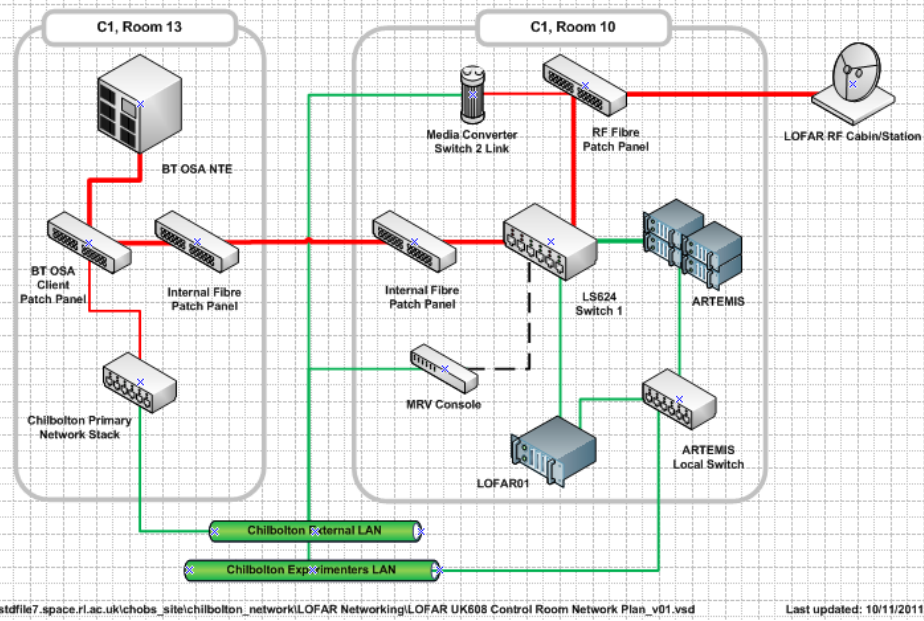 C1, Room 13
C1, Room 10
BT OSA NTE
Media Converter
Switch 2 Link
RF Fibre
Patch Panel
LOFAR RF Cabin/Station
BT OSA
Client
Patch Panel
Internal Fibre
Patch Panel
Internal Fibre
Patch Panel
LS624
Switch 1
ARTEMIS
Chilbolton Primary
Network Stack
MRV Console
LOFAR01
ARTEMIS
Local Switch
Chilbolton External LAN
Chilbolton Experimenters LAN
stdfile7.space.rl.ac.uk\chobs_site\chilbolton_network\LOFAR Networking\LOFAR UK608 Control Room Network Plan_v01.vsd
Last updated: 10/11/2011